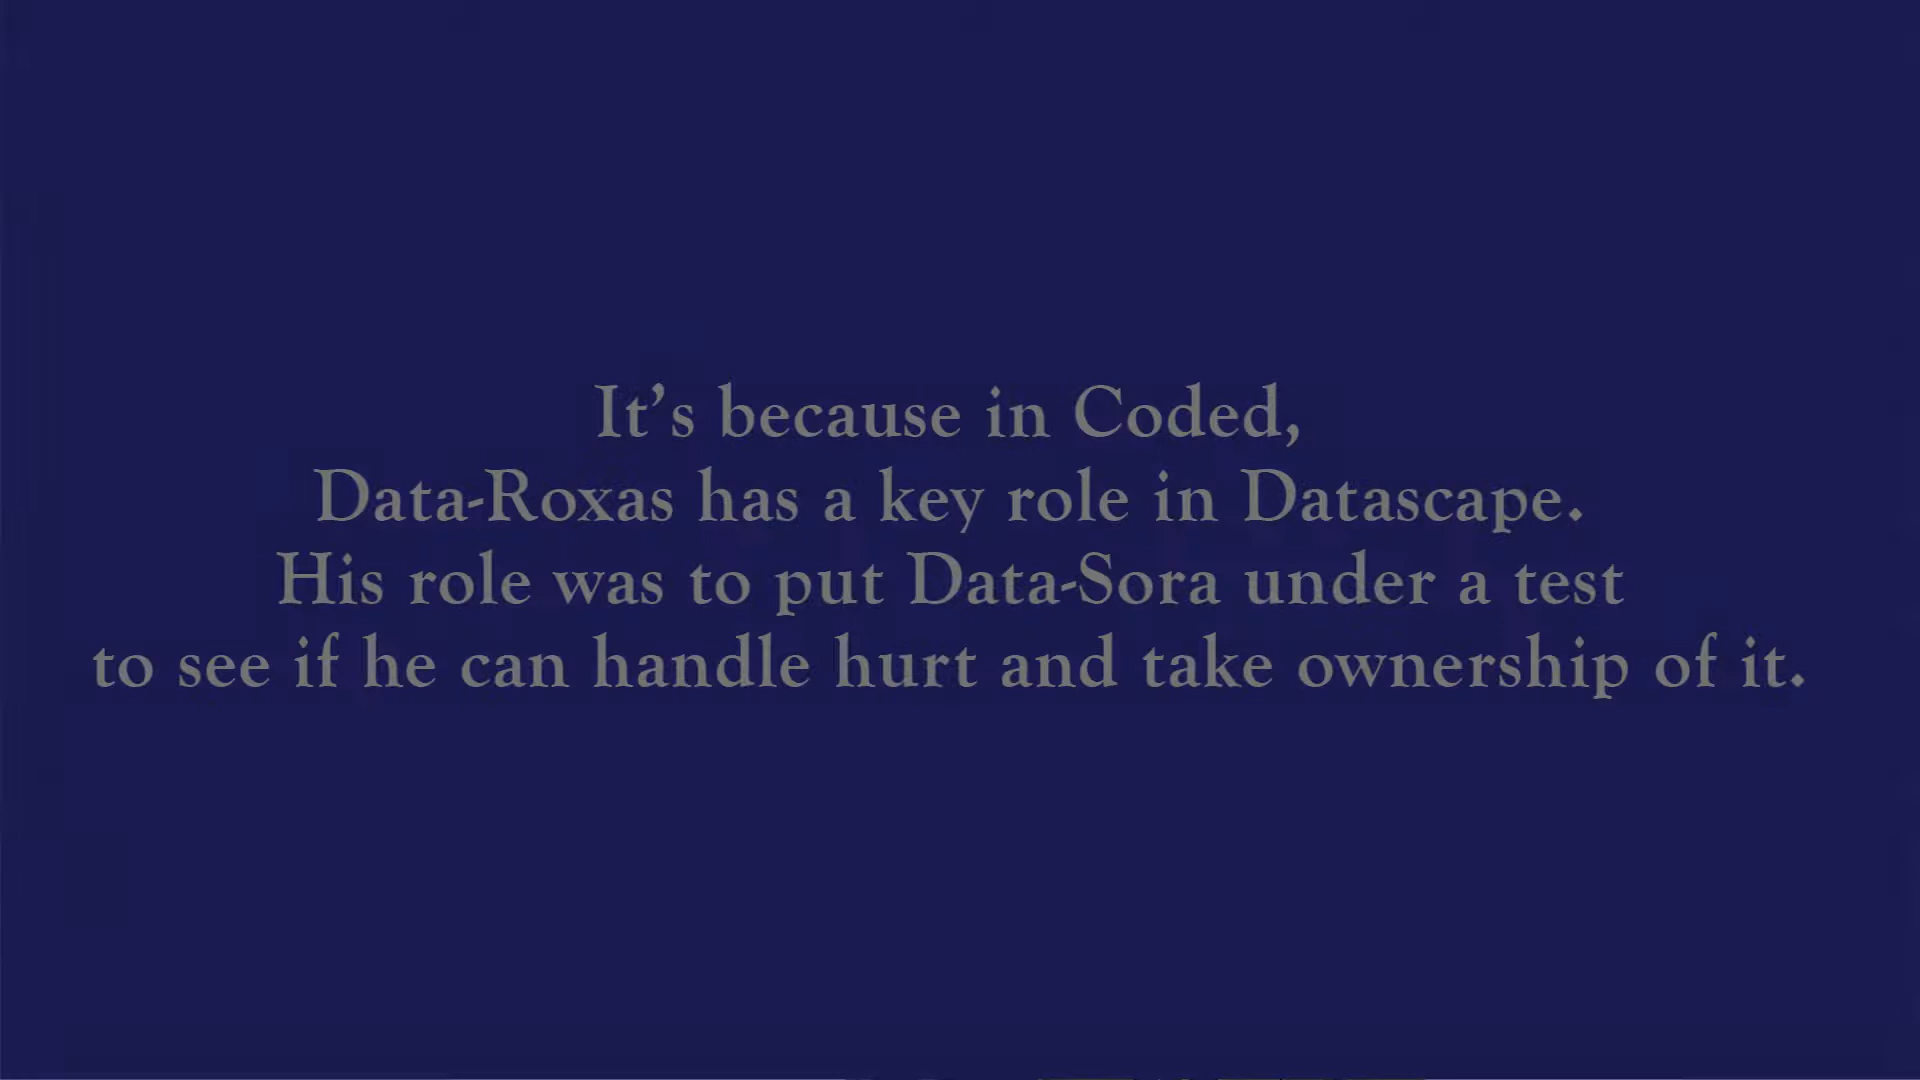 It's because in Coded,
Data-Roxas has a key role in Datascape.
His role was to put Data-Sora under a test
to see if he can handle hurt and take ownership of it.